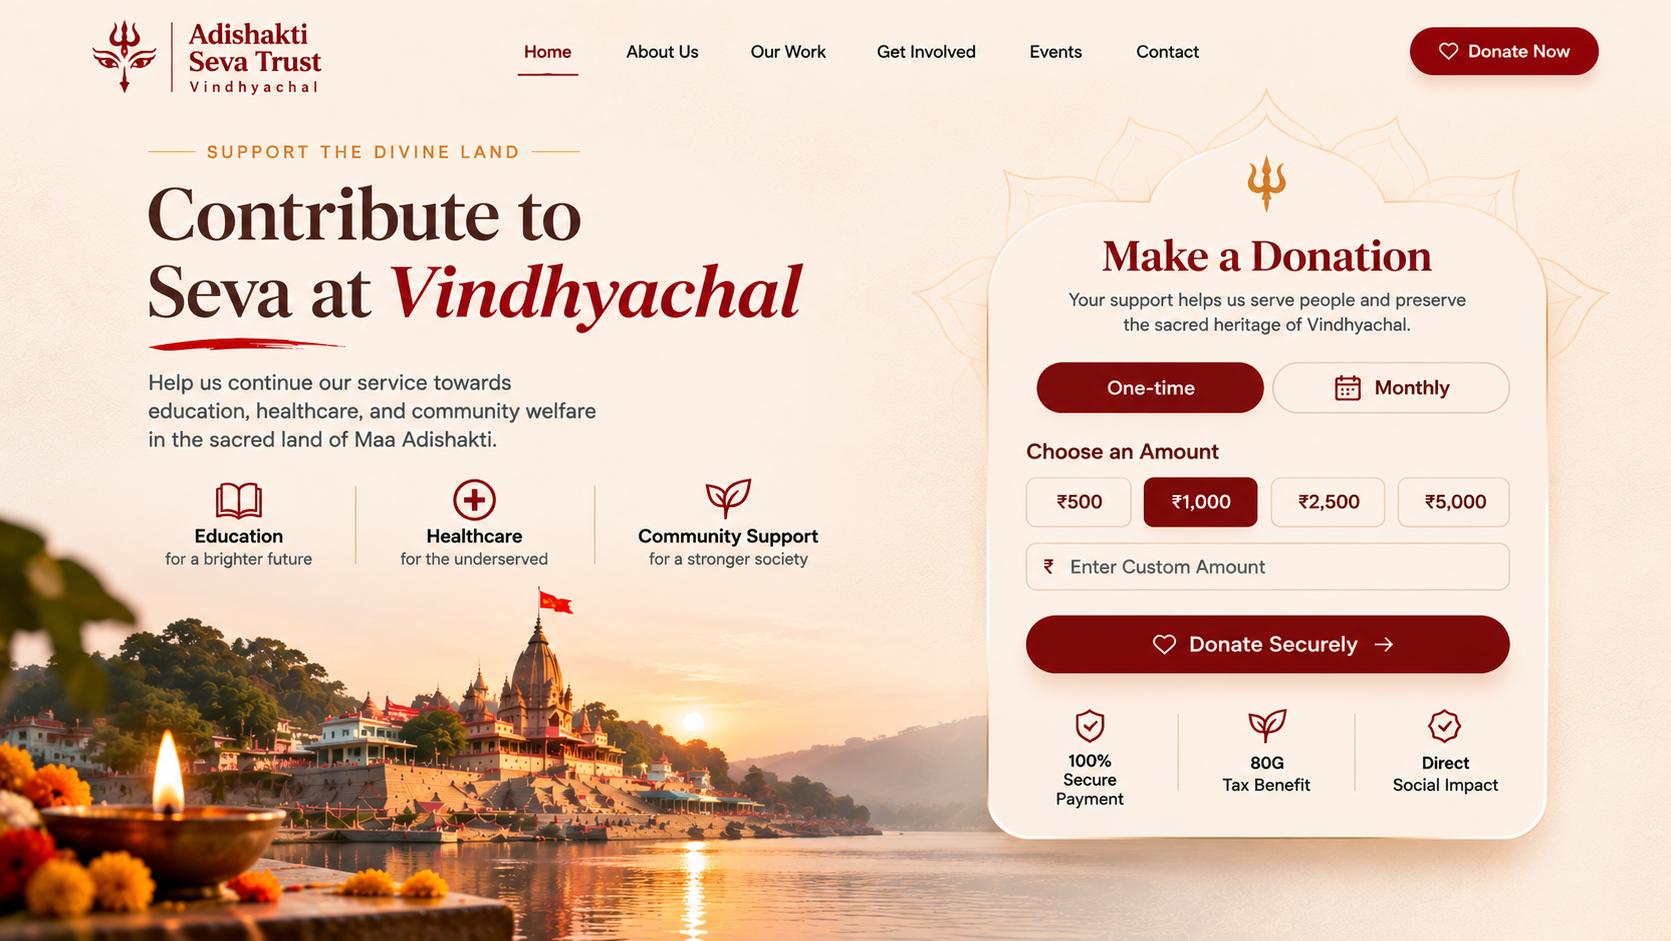 Adishakti
Seva Trust
Vindhyachal
Home
About Us
Our Work
Get Involved
Events
Contact
Donate Now
SUPPORT THE DIVINE LAND
Contribute to
Seva at Vindhyachal
Help us continue our service towards
education, healthcare, and community welfare
in the sacred land of Maa Adishakti.
Education
for a brighter future
Healthcare
for the underserved
Community Support
for a stronger society
Make a Donation
Your support helps us serve people and preserve
the sacred heritage of Vindhyachal.
One-time
Monthly
Choose an Amount
₹500
₹1,000
₹2,500
₹5,000
₹ Enter Custom Amount
Donate Securely →
100%
Secure
Payment
80G
Tax Benefit
Direct
Social Impact